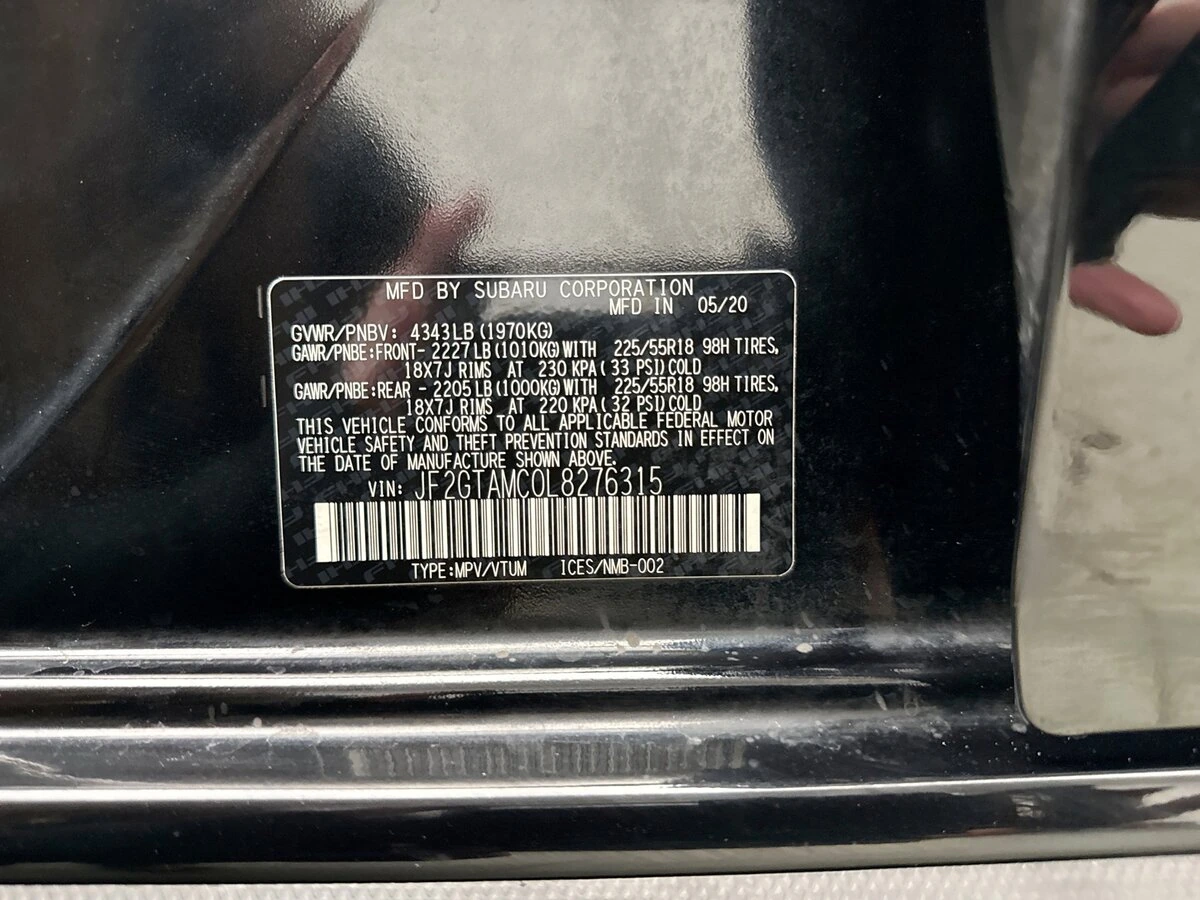 MFD BY SUBARU CORPORATION
MFD IN 05/20
GVWR/PNBV: 4343LB(1970KG)
GAWR/PNBE:FRONT- 2227LB(1010KG)WITH 225/55R18 98H TIRES,
18X7J RIMS AT 230 KPA( 33 PSI)COLD
GAWR/PNBE:REAR - 2205LB(1000KG)WITH 225/55R18 98H TIRES,
18X7J RIMS AT 220 KPA( 32 PSI)COLD
THIS VEHICLE CONFORMS TO ALL APPLICABLE FEDERAL MOTOR
VEHICLE SAFETY AND THEFT PREVENTION STANDARDS IN EFFECT ON
THE DATE OF MANUFACTURE SHOWN ABOVE.
VIN: JF2GTAMC0L8276315
TYPE:MPV/VTUM ICES/NMB-002